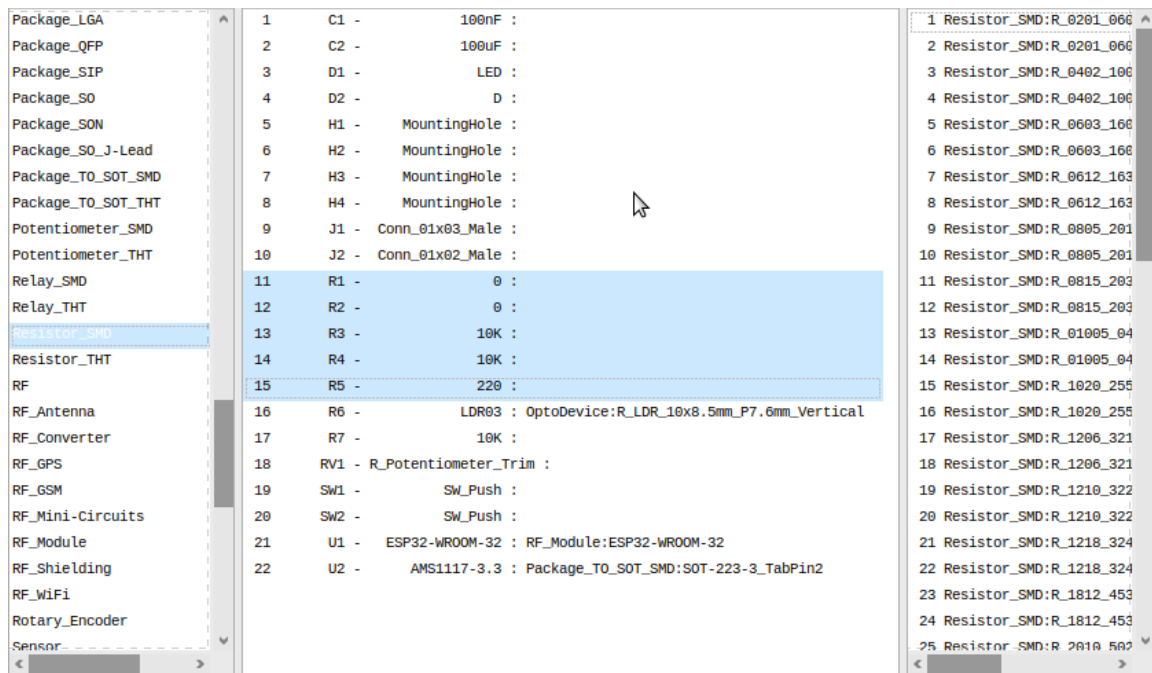 Package_LGA
Package_QFP
Package_SIP
Package_SO
Package_SON
Package_SO_J-Lead
Package_TO_SOT_SMD
Package_TO_SOT_THT
Potentiometer_SMD
Potentiometer_THT
Relay_SMD
Relay_THT
Resistor_SMD
Resistor_THT
RF
RF_Antenna
RF_Converter
RF_GPS
RF_GSM
RF_Mini-Circuits
RF_Module
RF_Shielding
RF_WiFi
Rotary_Encoder
Sensor
1 C1 - 100nF :
2 C2 - 100uF :
3 D1 - LED :
4 D2 - D :
5 H1 - MountingHole :
6 H2 - MountingHole :
7 H3 - MountingHole :
8 H4 - MountingHole :
9 J1 - Conn_01x03_Male :
10 J2 - Conn_01x02_Male :
11 R1 - 0 :
12 R2 - 0 :
13 R3 - 10K :
14 R4 - 10K :
15 R5 - 220 :
16 R6 - LDR03 : OptoDevice:R_LDR_10x8.5mm_P7.6mm_Vertical
17 R7 - 10K :
18 RV1 - R_Potentiometer_Trim :
19 SW1 - SW_Push :
20 SW2 - SW_Push :
21 U1 - ESP32-WROOM-32 : RF_Module:ESP32-WROOM-32
22 U2 - AMS1117-3.3 : Package_TO_SOT_SMD:SOT-223-3_TabPin2
1 Resistor_SMD:R_0201_060
2 Resistor_SMD:R_0201_060
3 Resistor_SMD:R_0402_100
4 Resistor_SMD:R_0402_100
5 Resistor_SMD:R_0603_160
6 Resistor_SMD:R_0603_160
7 Resistor_SMD:R_0612_163
8 Resistor_SMD:R_0612_163
9 Resistor_SMD:R_0805_201
10 Resistor_SMD:R_0805_201
11 Resistor_SMD:R_0815_203
12 Resistor_SMD:R_0815_203
13 Resistor_SMD:R_01005_04
14 Resistor_SMD:R_01005_04
15 Resistor_SMD:R_1020_255
16 Resistor_SMD:R_1020_255
17 Resistor_SMD:R_1206_321
18 Resistor_SMD:R_1206_321
19 Resistor_SMD:R_1210_322
20 Resistor_SMD:R_1210_322
21 Resistor_SMD:R_1218_324
22 Resistor_SMD:R_1218_324
23 Resistor_SMD:R_1812_453
24 Resistor_SMD:R_1812_453
25 Resistor_SMD:R_2010_502